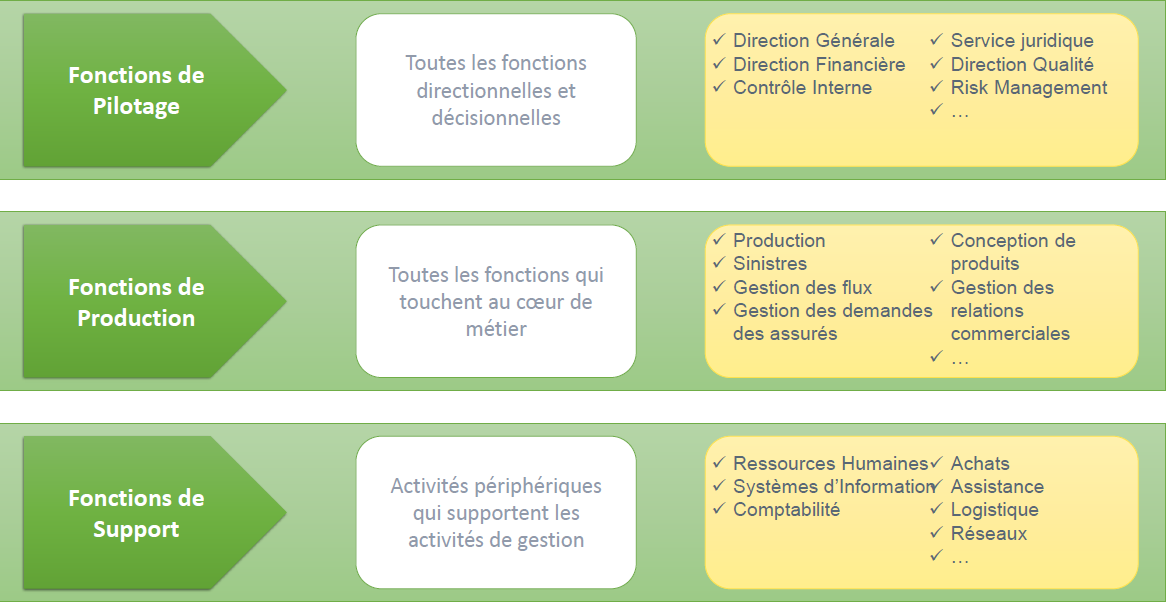 Fonctions de
Pilotage
Toutes les fonctions
directionnelles et
décisionnelles
✓ Direction Générale
✓ Direction Financière
✓ Contrôle Interne
✓ Service juridique
✓ Direction Qualité
✓ Risk Management
✓ …
Fonctions de
Production
Toutes les fonctions qui
touchent au cœur de
métier
✓ Production
✓ Sinistres
✓ Gestion des flux
✓ Gestion des demandes
des assurés
✓ Conception de
produits
✓ Gestion des
relations
commerciales
✓ …
Fonctions de
Support
Activités périphériques
qui supportent les
activités de gestion
✓ Ressources Humaines
✓ Systèmes d’Information
✓ Comptabilité
✓ Achats
✓ Assistance
✓ Logistique
✓ Réseaux
✓ …